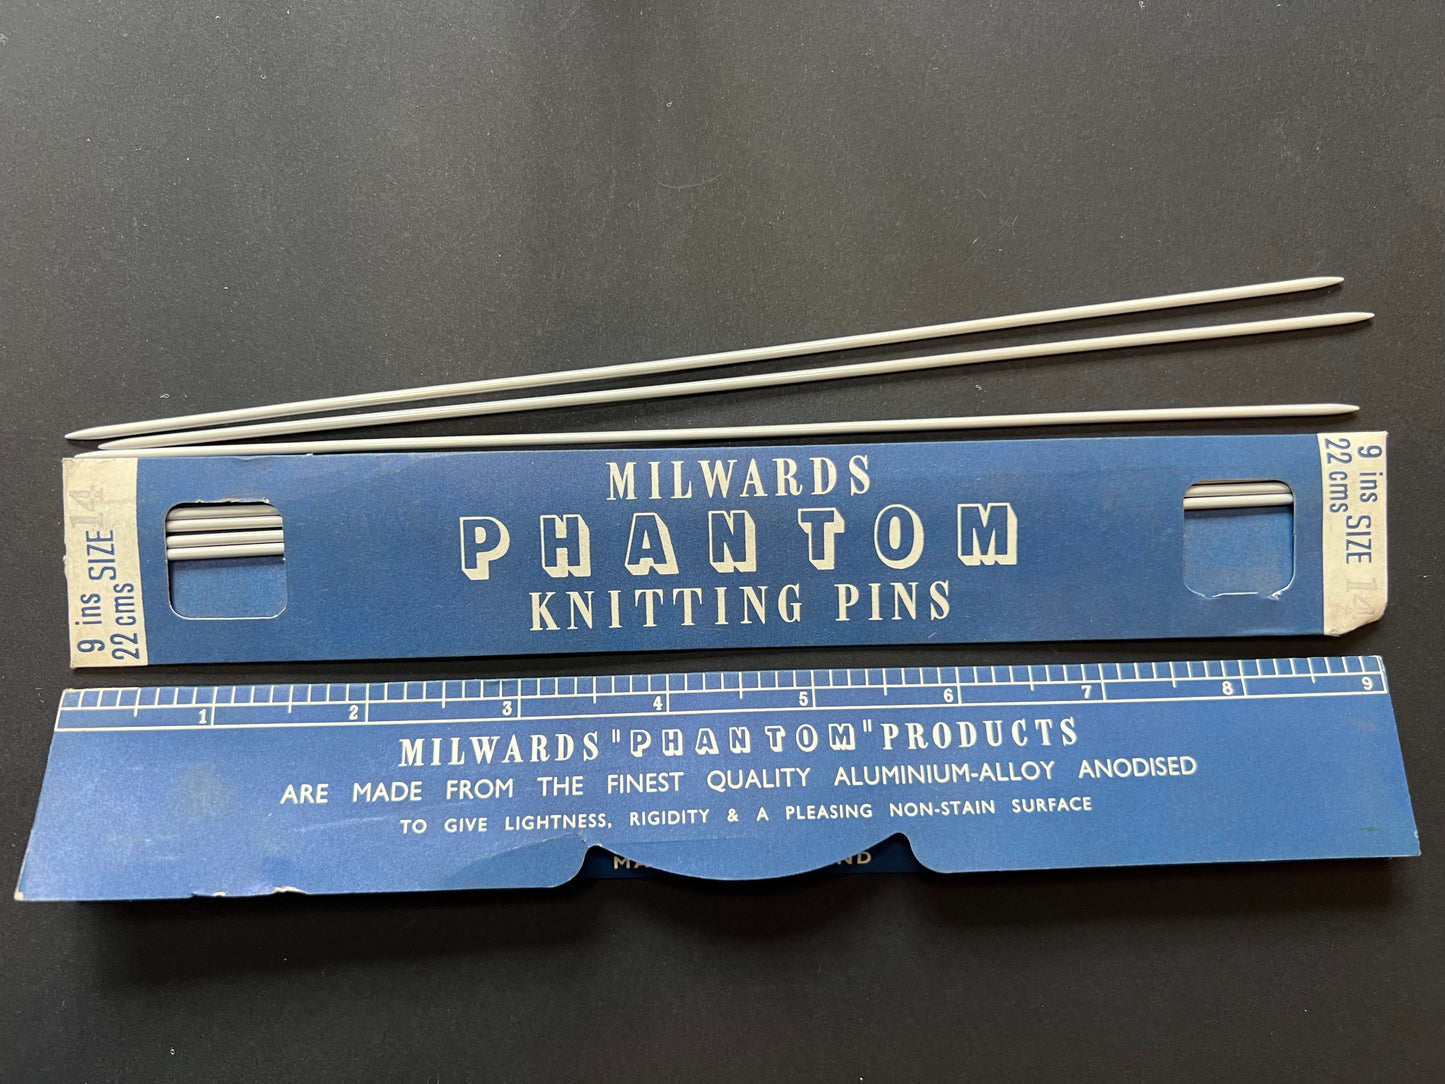 9 ins SIZE 14
22 cms
MILWARDS
PHANTOM
KNITTING PINS
9 ins SIZE 14
22 cms
1 2 3 4 5 6 7 8 9
MILWARDS "PHANTOM" PRODUCTS
ARE MADE FROM THE FINEST QUALITY ALUMINIUM-ALLOY ANODISED
TO GIVE LIGHTNESS, RIGIDITY & A PLEASING NON-STAIN SURFACE